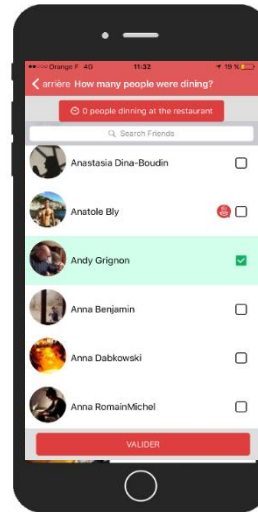 Orange F 4G 11:32 19 %
arrière How many people were dining?
0 people dinning at the restaurant
Search Friends
Anastasia Dina-Boudin
Anatole Bly
Andy Grignon
Anna Benjamin
Anna Dabkowski
Anna RomainMichel
VALIDER